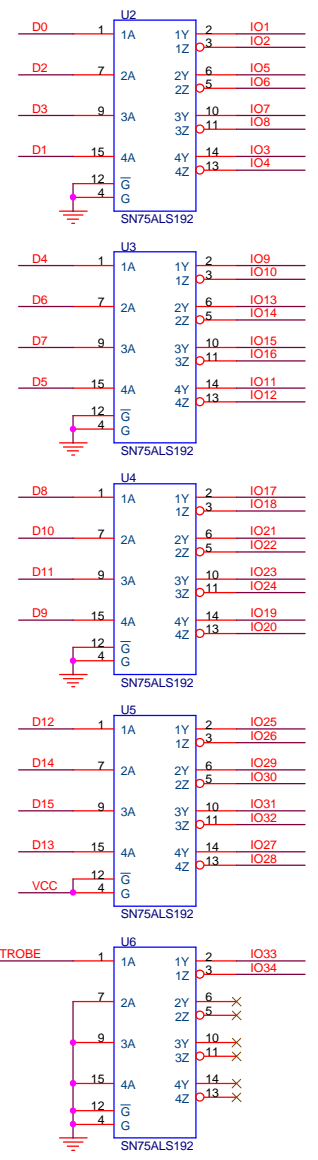 U2
D0 1 1A 1Y 2 IO1
1Z 3 IO2
D2 7 2A 2Y 6 IO5
2Z 5 IO6
D3 9 3A 3Y 10 IO7
3Z 11 IO8
D1 15 4A 4Y 14 IO3
4Z 13 IO4
12 G
4 G
SN75ALS192
U3
D4 1 1A 1Y 2 IO9
1Z 3 IO10
D6 7 2A 2Y 6 IO13
2Z 5 IO14
D7 9 3A 3Y 10 IO15
3Z 11 IO16
D5 15 4A 4Y 14 IO11
4Z 13 IO12
12 G
4 G
SN75ALS192
U4
D8 1 1A 1Y 2 IO17
1Z 3 IO18
D10 7 2A 2Y 6 IO21
2Z 5 IO22
D11 9 3A 3Y 10 IO23
3Z 11 IO24
D9 15 4A 4Y 14 IO19
4Z 13 IO20
12 G
4 G
SN75ALS192
U5
D12 1 1A 1Y 2 IO25
1Z 3 IO26
D14 7 2A 2Y 6 IO29
2Z 5 IO30
D15 9 3A 3Y 10 IO31
3Z 11 IO32
D13 15 4A 4Y 14 IO27
4Z 13 IO28
12 G
VCC 4 G
SN75ALS192
U6
TROBE 1 1A 1Y 2 IO33
1Z 3 IO34
7 2A 2Y 6
2Z 5
9 3A 3Y 10
3Z 11
15 4A 4Y 14
4Z 13
12 G
4 G
SN75ALS192